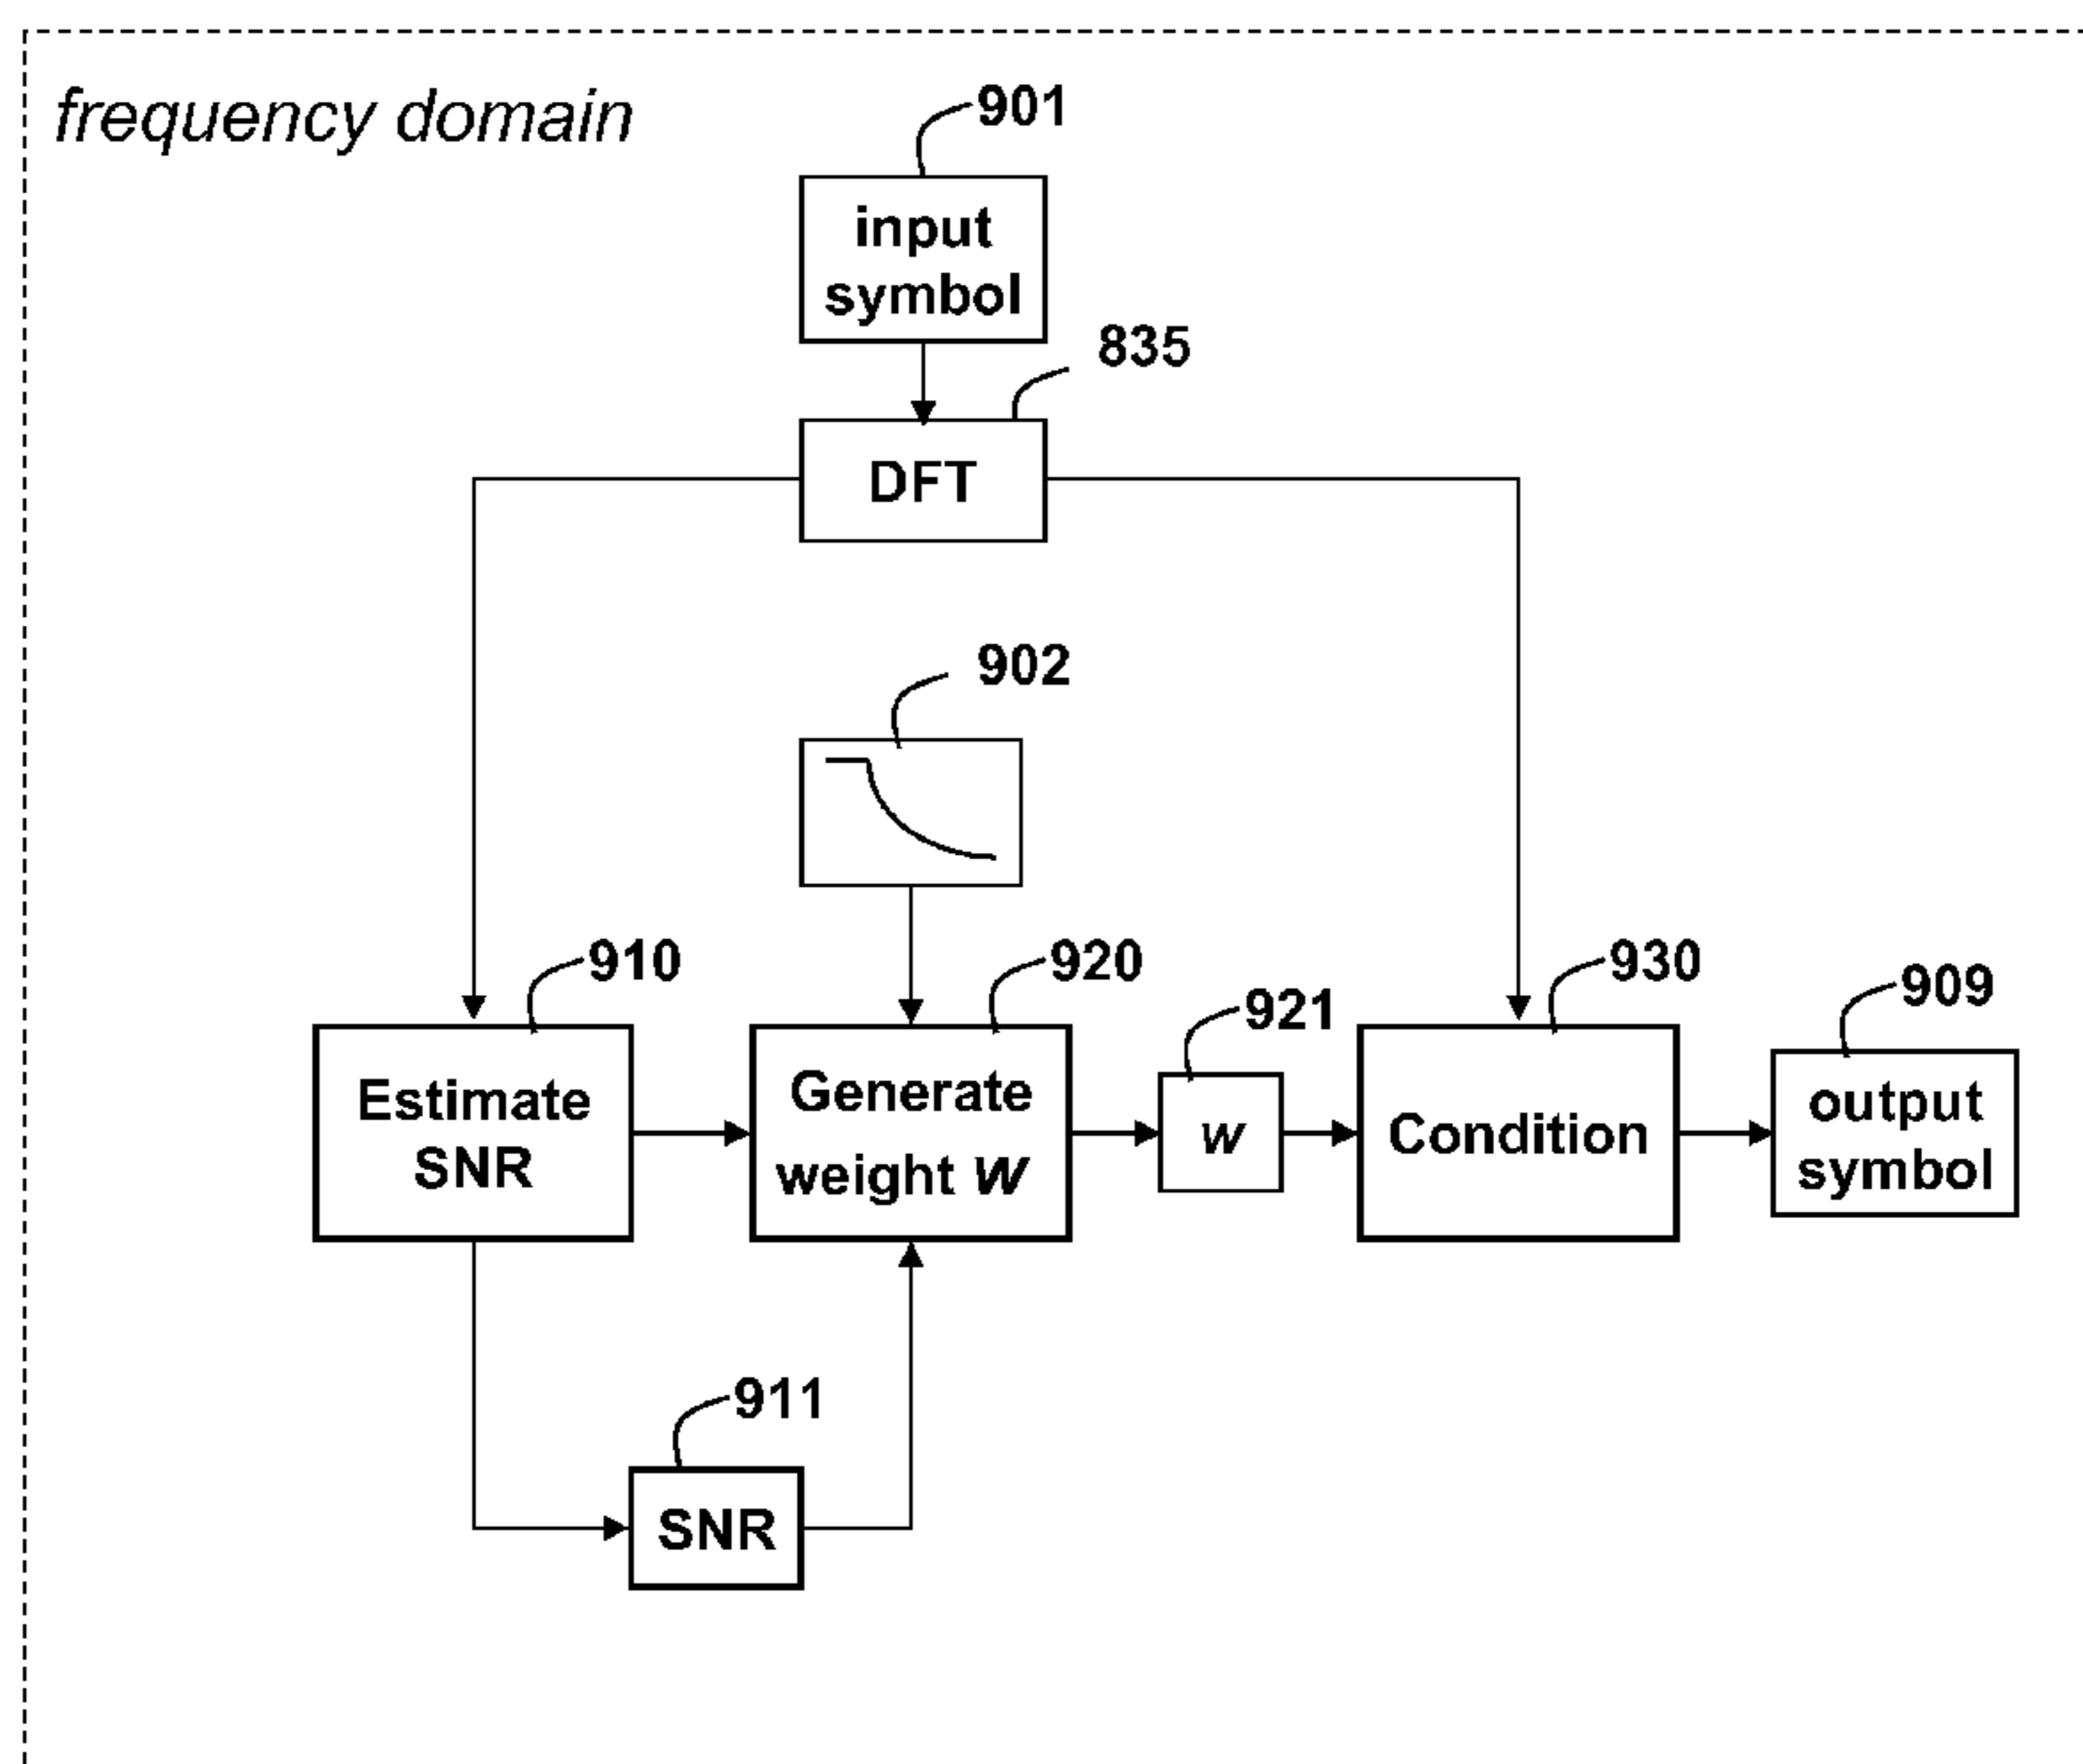 frequency domain
901
input
symbol
835
DFT
902
910
920
921
930
909
Estimate
SNR
Generate
weight W
w
Condition
output
symbol
911
SNR